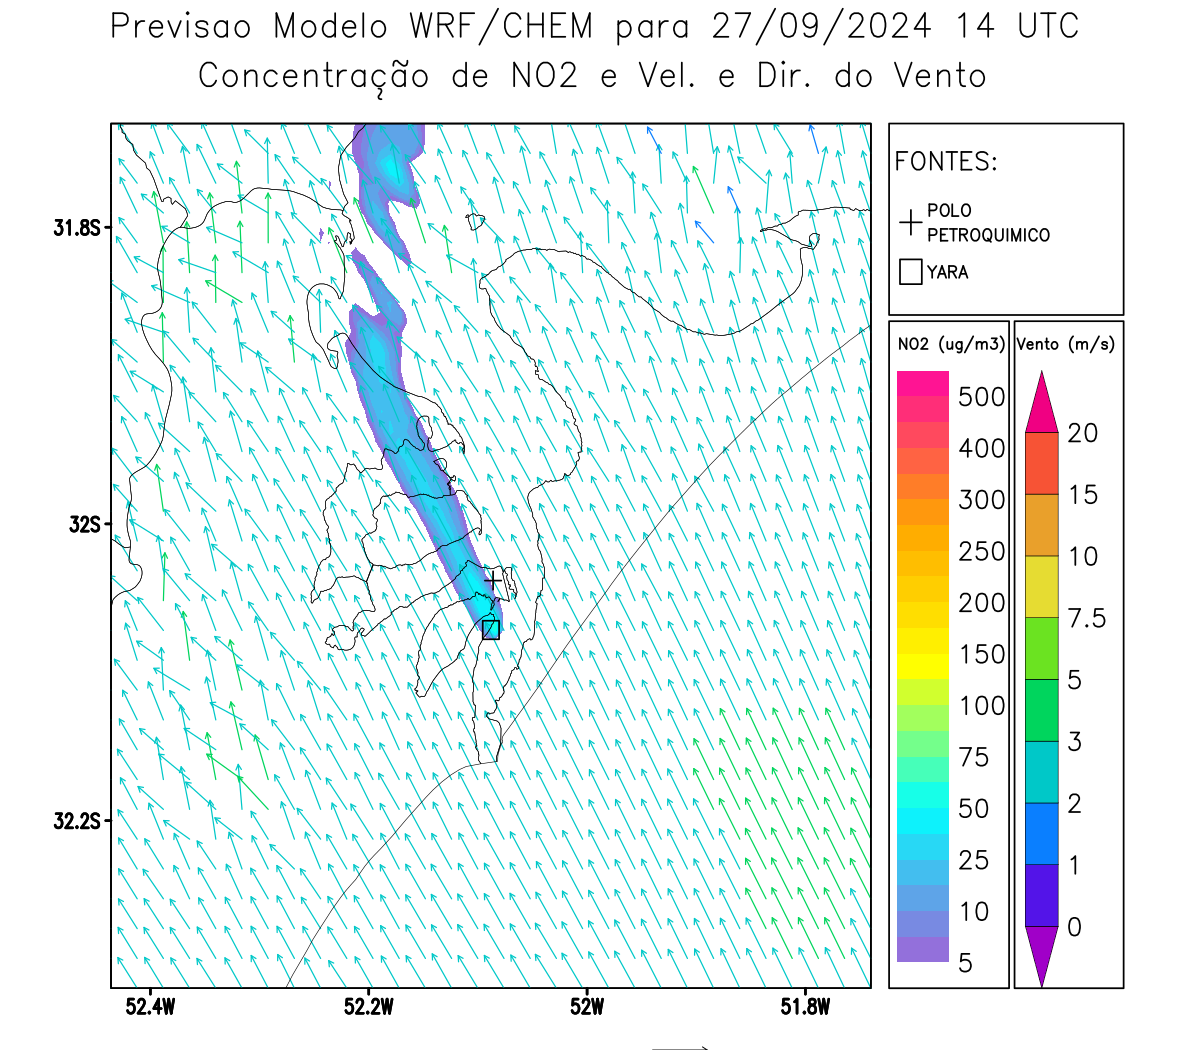 Previsao Modelo WRF/CHEM para 27/09/2024 14 UTC
Concentração de NO2 e Vel. e Dir. do Vento
FONTES:
POLO
PETROQUIMICO
YARA
31.8S
32S
32.2S
52.4W
52.2W
52W
51.8W
NO2 (ug/m3)
500
400
300
250
200
150
100
75
50
25
10
5
Vento (m/s)
20
15
10
7.5
5
3
2
1
0